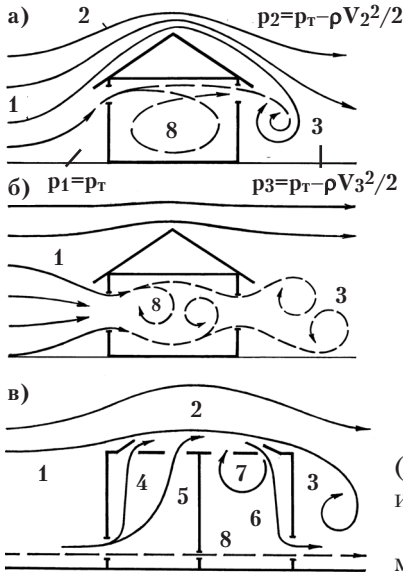 а) 2 p₂=pт–ρV₂²/2
1
8 3
p₁=pт p₃=pт–ρV₃²/2
б)
1
8 3
в)
2
1 4 5 7 6 3
8
(
и
м